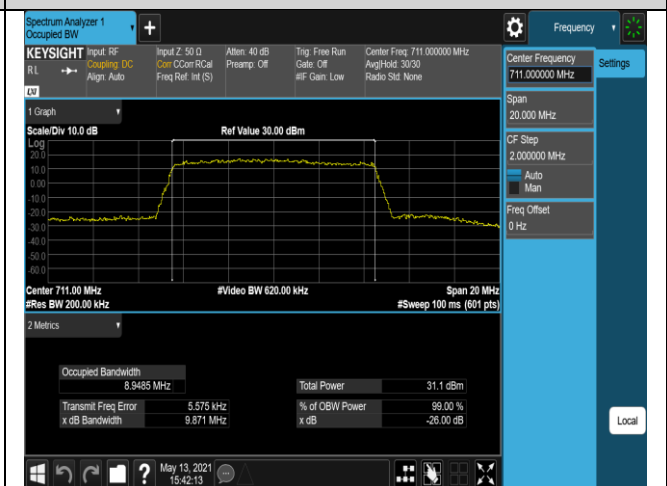 Spectrum Analyzer 1
Occupied BW
+
Frequency
KEYSIGHT
R L
LXI
Input: RF
Coupling: DC
Align: Auto
Input Z: 50 Ω
Corr CCorr RCal
Freq Ref: Int (S)
Atten: 40 dB
Preamp: Off
Trig: Free Run
Gate: Off
#IF Gain: Low
Center Freq: 711.000000 MHz
Avg|Hold: 30/30
Radio Std: None
Center Frequency
711.000000 MHz
Settings
Span
20.000 MHz
CF Step
2.000000 MHz
Auto
Man
Freq Offset
0 Hz
Local
1 Graph
Scale/Div 10.0 dB
Ref Value 30.00 dBm
Log
20.0
10.0
0.00
-10.0
-20.0
-30.0
-40.0
-50.0
-60.0
Center 711.00 MHz
#Video BW 620.00 kHz
Span 20 MHz
#Res BW 200.00 kHz
#Sweep 100 ms (601 pts)
2 Metrics
Occupied Bandwidth
8.9485 MHz
Total Power 31.1 dBm
Transmit Freq Error 5.575 kHz
% of OBW Power 99.00 %
x dB Bandwidth 9.871 MHz
x dB -26.00 dB
?
May 13, 2021
15:42:13